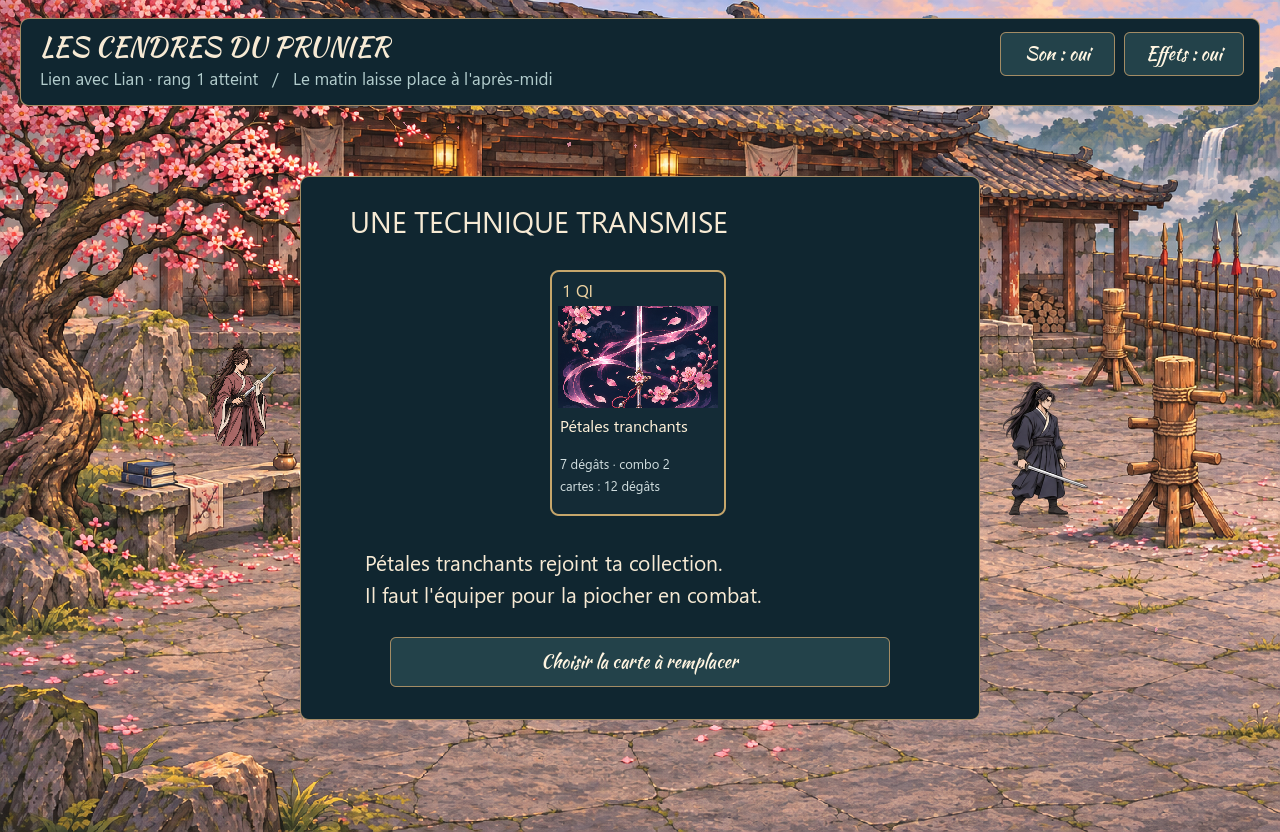 LES CENDRES DU PRUNIER
Lien avec Lian · rang 1 atteint / Le matin laisse place à l'après-midi
Son : oui
Effets : oui
UNE TECHNIQUE TRANSMISE
1 QI
Pétales tranchants
7 dégâts · combo 2
cartes : 12 dégâts
Pétales tranchants rejoint ta collection.
Il faut l'équiper pour la piocher en combat.
Choisir la carte à remplacer